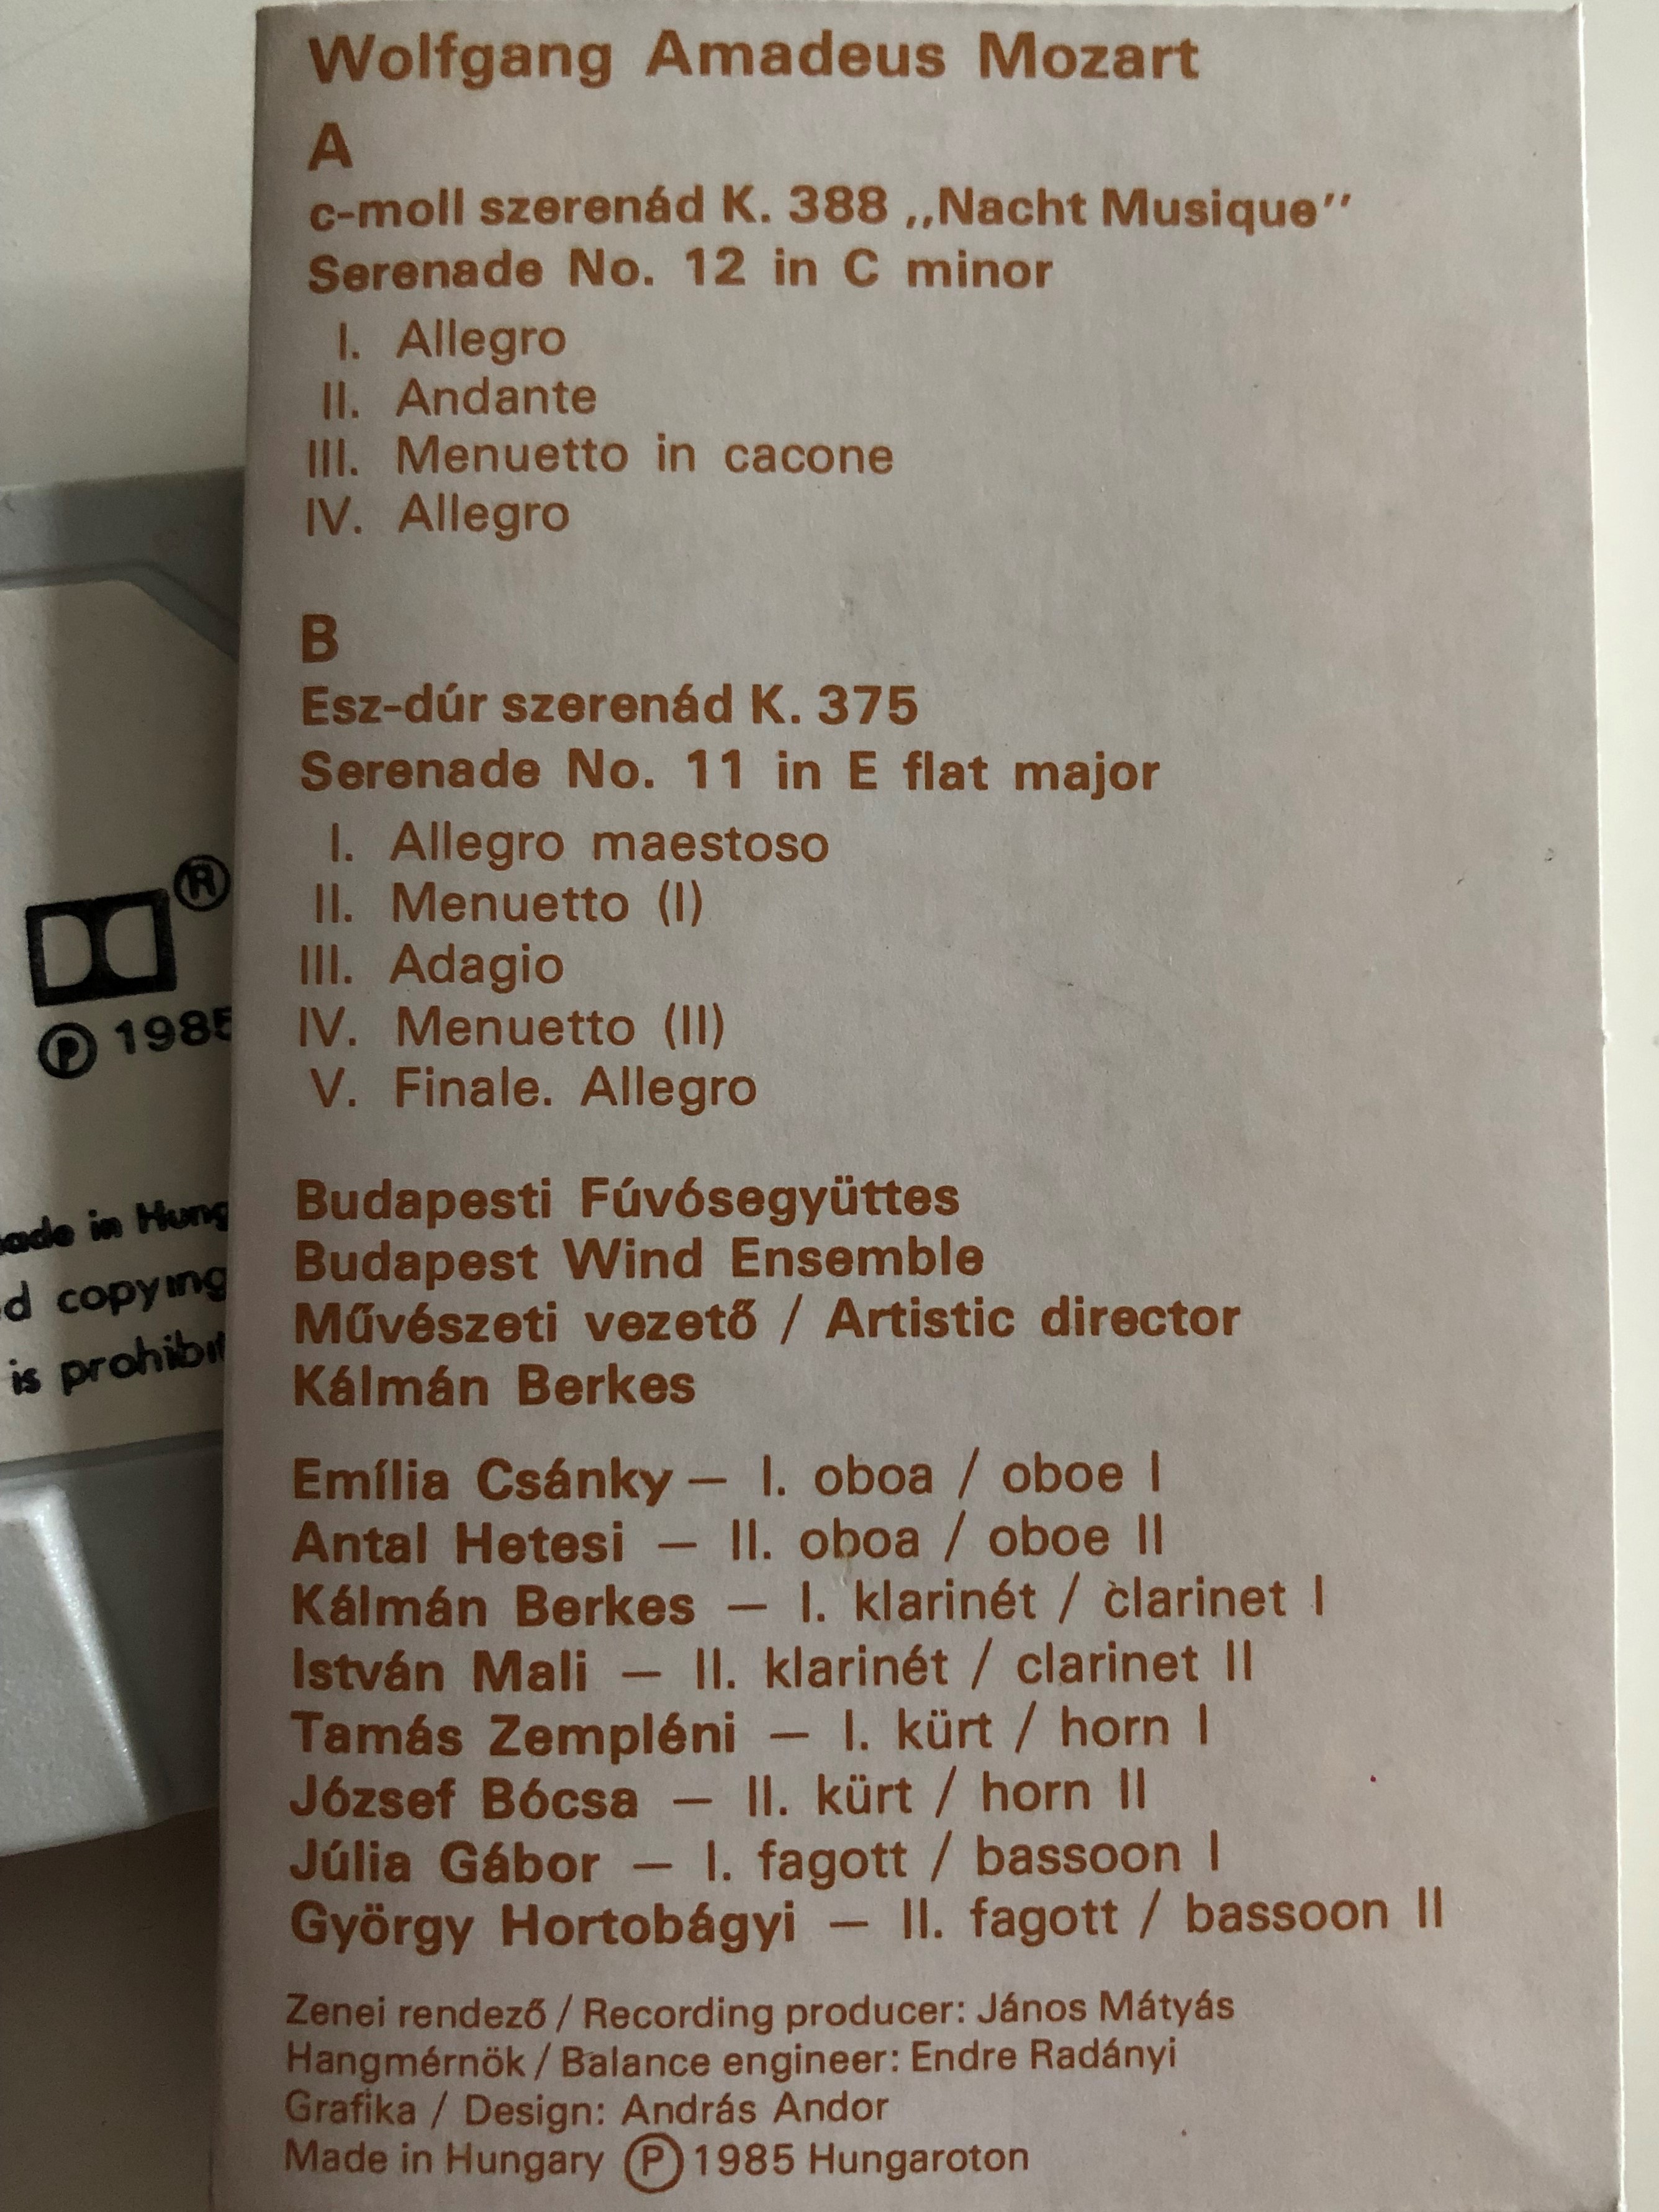 Wolfgang Amadeus Mozart
A
c-moll szerenád K. 388 ,,Nacht Musique''
Serenade No. 12 in C minor
I. Allegro
II. Andante
III. Menuetto in cacone
IV. Allegro
B
Esz-dúr szerenád K. 375
Serenade No. 11 in E flat major
I. Allegro maestoso
II. Menuetto (I)
III. Adagio
IV. Menuetto (II)
V. Finale. Allegro
Budapesti Fúvósegyüttes
Budapest Wind Ensemble
Művészeti vezető / Artistic director
Kálmán Berkes
Emília Csánky — I. oboa / oboe I
Antal Hetesi — II. oboa / oboe II
Kálmán Berkes — I. klarinét / clarinet I
István Mali — II. klarinét / clarinet II
Tamás Zempléni — I. kürt / horn I
József Bócsa — II. kürt / horn II
Júlia Gábor — I. fagott / bassoon I
György Hortobágyi — II. fagott / bassoon II
Zenei rendező / Recording producer: János Mátyás
Hangmérnök / Balance engineer: Endre Radányi
Grafika / Design: András Andor
Made in Hungary Ⓟ 1985 Hungaroton
®
Ⓟ 1985
in
copying
is